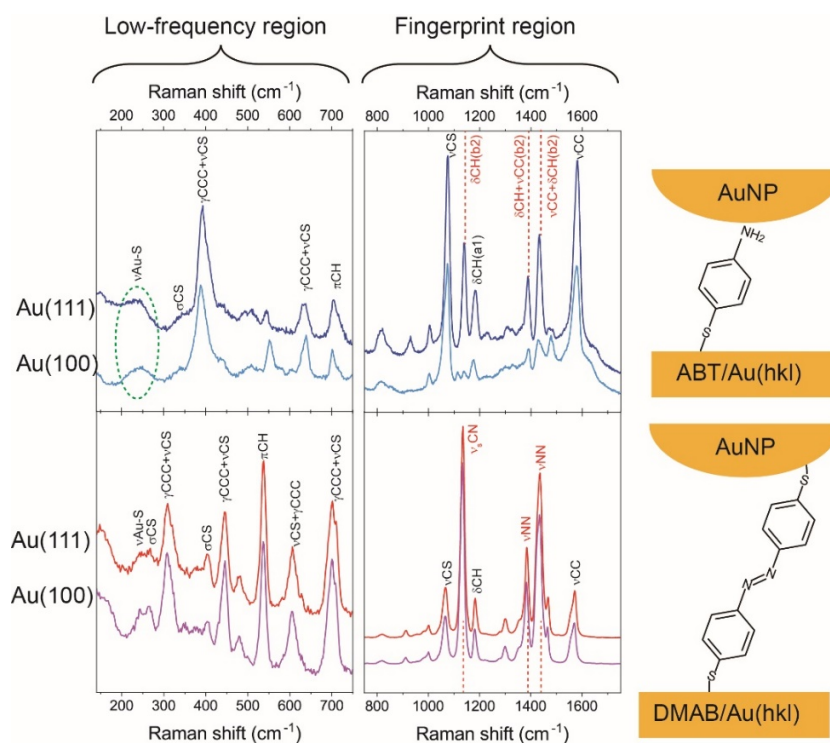 Low-frequency region
Fingerprint region
Raman shift (cm⁻¹)
Raman shift (cm⁻¹)
200 300 400 500 600 700
800 1000 1200 1400 1600
Au(111)
Au(100)
νAu-S
σCS
γCCC+νCS
γCCC+νCS
πCH
νCS
δCH(b2)
δCH(a1)
δCH+νCC(b2)
νCC+δCH(b2)
νCC
AuNP
NH₂
S
ABT/Au(hkl)
Au(111)
Au(100)
νAu-S
σCS
γCCC+νCS
σCS
γCCC+νCS
πCH
νCS+γCCC
γCCC+νCS
νCS
νₛCN
δCH
νNN
νNN
νCC
AuNP
S
N=N
S
DMAB/Au(hkl)
200 300 400 500 600 700
800 1000 1200 1400 1600
Raman shift (cm⁻¹)
Raman shift (cm⁻¹)